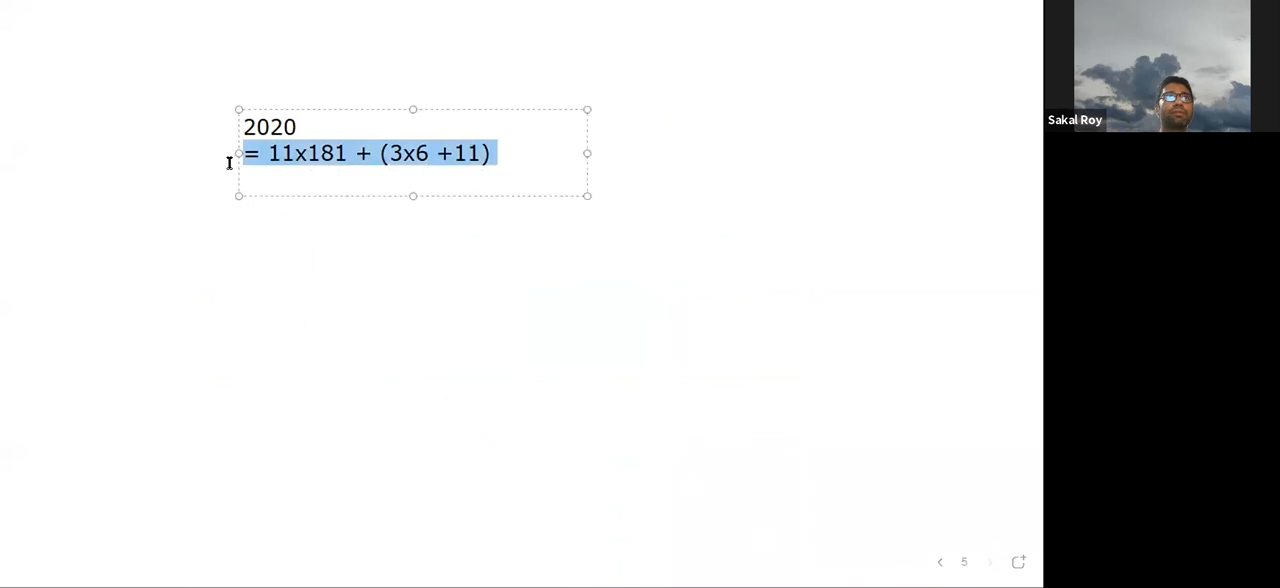 2020
= 11x181 + (3x6 +11)
Sakal Roy
5